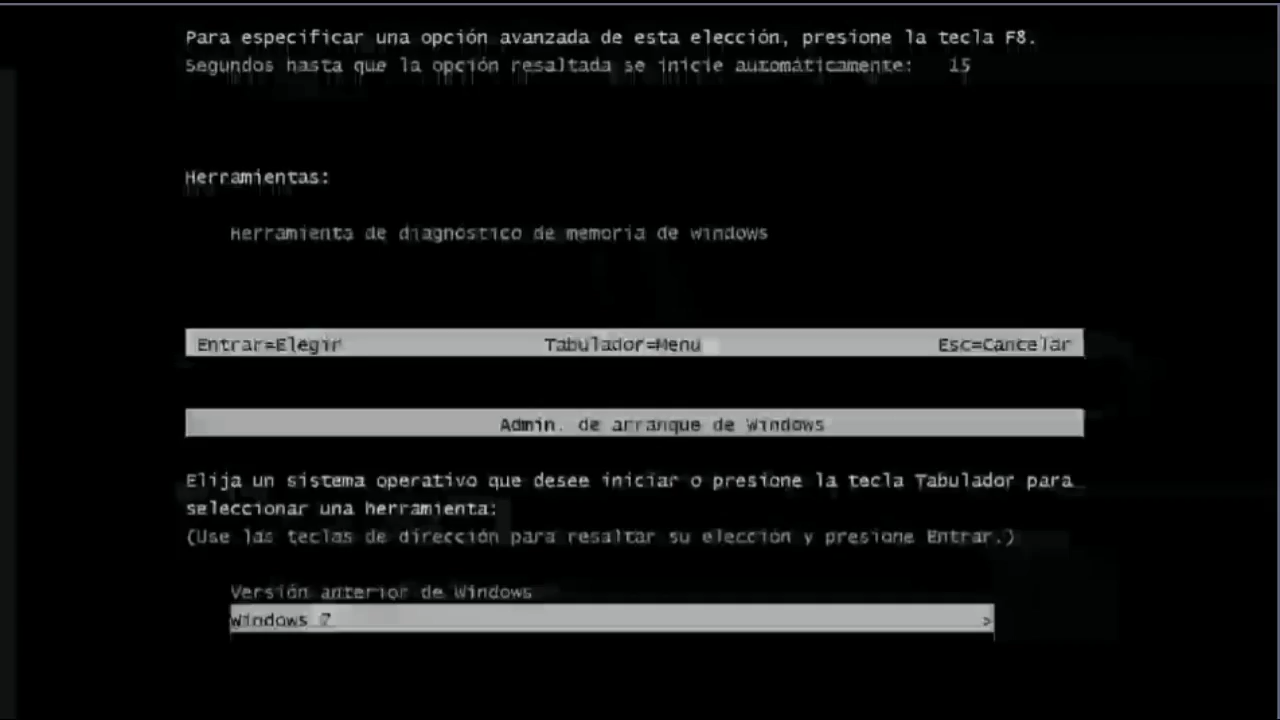 Para especificar una opción avanzada de esta elección, presione la tecla F8.
Segundos hasta que la opción resaltada se inicie automáticamente: 15
Herramientas:
Herramienta de diagnóstico de memoria de Windows
Entrar=Elegir Tabulador=Menú Esc=Cancelar
Admin. de arranque de Windows
Elija un sistema operativo que desee iniciar o presione la tecla Tabulador para
seleccionar una herramienta:
(Use las teclas de dirección para resaltar su elección y presione Entrar.)
Versión anterior de Windows
Windows 7 >